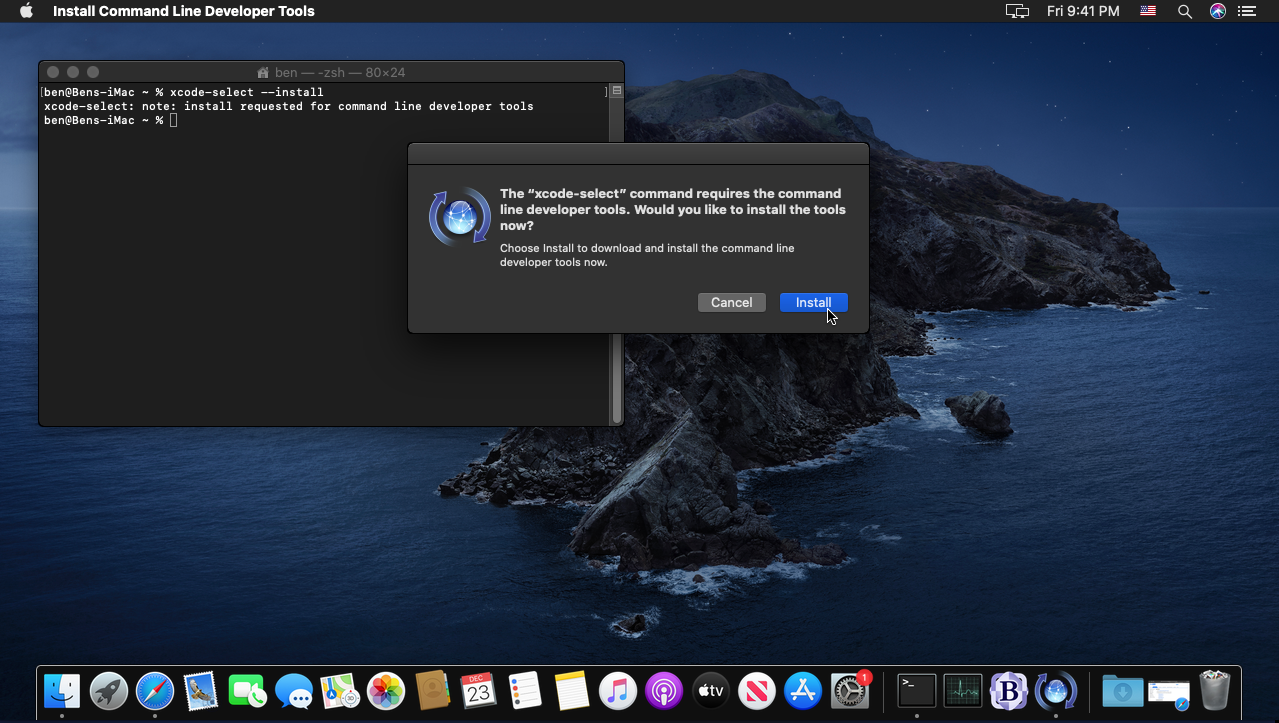 Install Command Line Developer Tools
Fri 9:41 PM
ben — -zsh — 80×24
[ben@Bens-iMac ~ % xcode-select --install ]
xcode-select: note: install requested for command line developer tools
ben@Bens-iMac ~ %
The “xcode-select” command requires the command
line developer tools. Would you like to install the tools
now?
Choose Install to download and install the command line
developer tools now.
Cancel
Install
DEC
23
3D
tv
1
>_
B